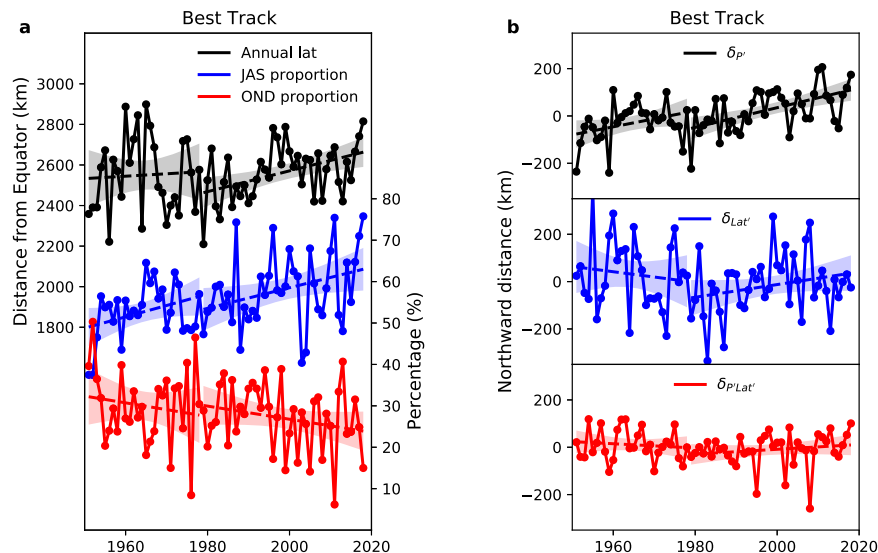 a
Best Track
Annual lat
JAS proportion
OND proportion
Distance from Equator (km)
3000
2800
2600
2400
2200
2000
1800
80
70
60
50
40
30
20
10
Percentage (%)
1960
1980
2000
2020
b
Best Track
Northward distance (km)
δP′
200
0
−200
δLat′
200
0
−200
δP′Lat′
200
0
−200
1960
1980
2000
2020